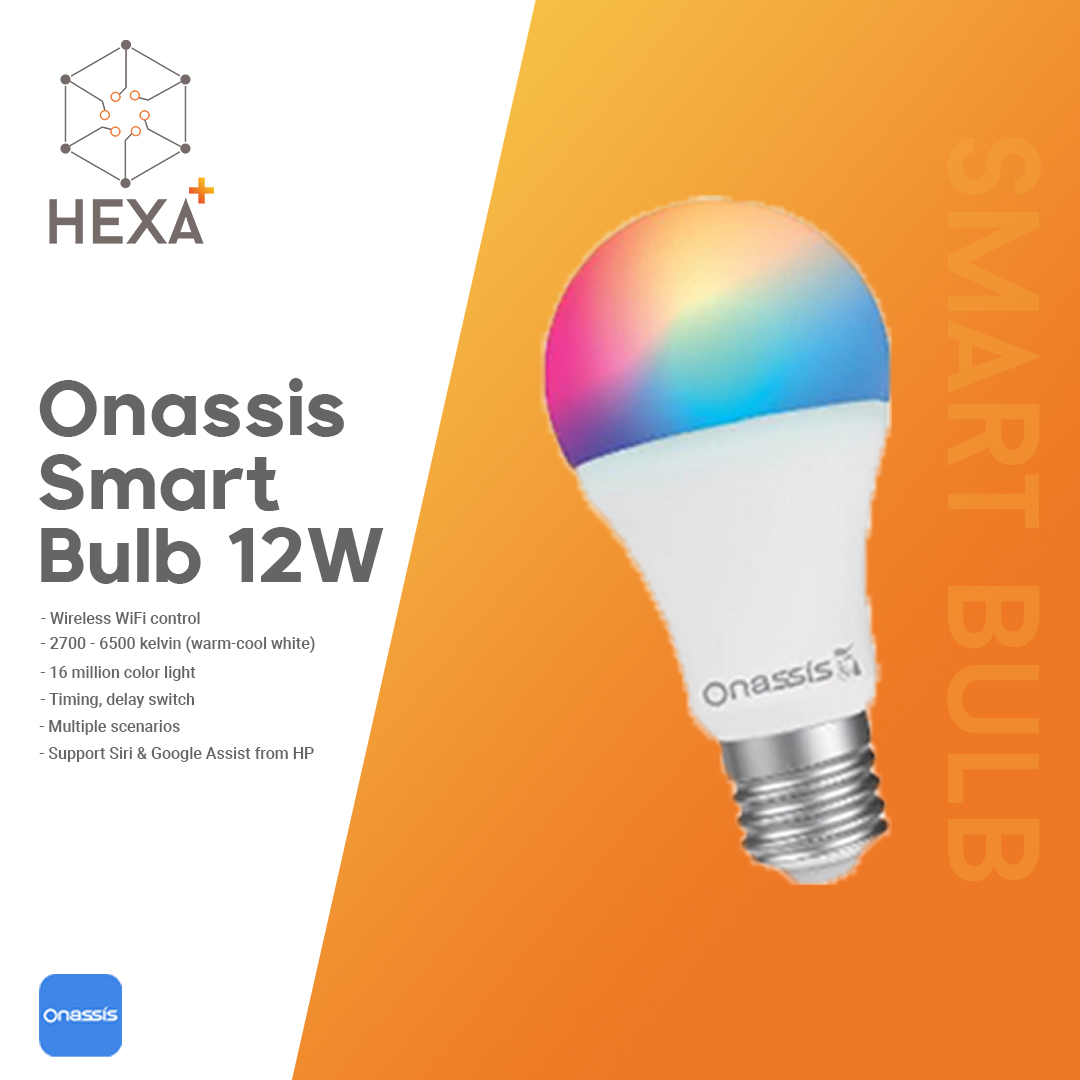 HEXA+
Onassis
Smart
Bulb 12W
- Wireless WiFi control
- 2700 - 6500 kelvin (warm-cool white)
- 16 million color light
- Timing, delay switch
- Multiple scenarios
- Support Siri & Google Assist from HP
Onassis
SMART BULB
Onassis